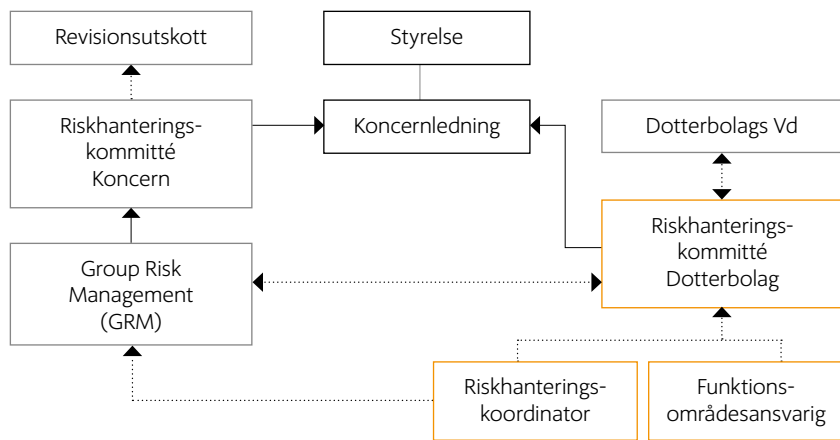 Revisionsutskott
Styrelse
Riskhanterings-
kommitté
Koncern
Koncernledning
Dotterbolags Vd
Group Risk
Management
(GRM)
Riskhanterings-
kommitté
Dotterbolag
Riskhanterings-
koordinator
Funktions-
områdesansvarig